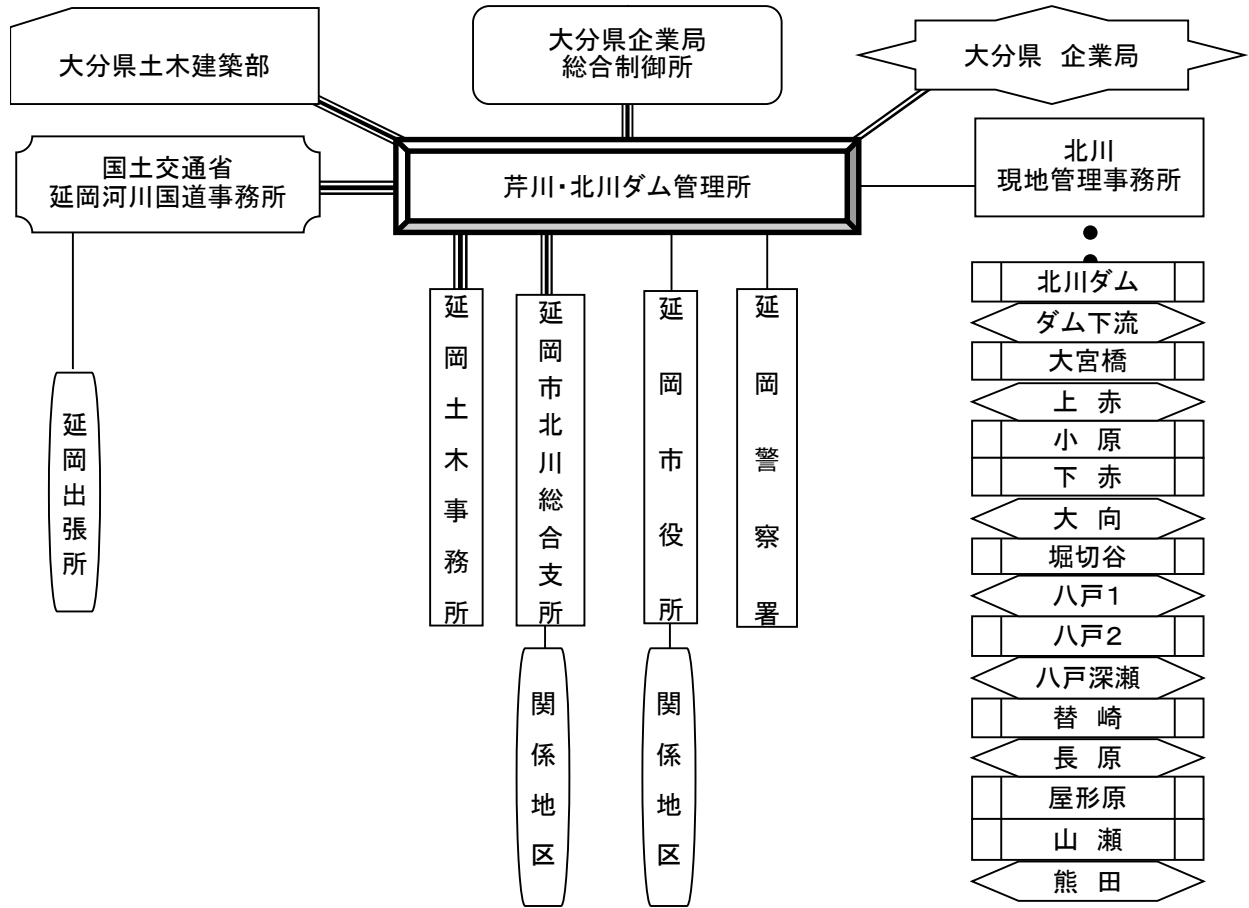 大分県土木建築部
大分県企業局
総合制御所
大分県　企業局
国土交通省
延岡河川国道事務所
芹川・北川ダム管理所
北川
現地管理事務所
延岡出張所
延岡土木事務所
延岡市北川総合支所
延岡市役所
延岡警察署
関係地区
関係地区
北川ダム
ダム下流
大宮橋
上　赤
小　原
下　赤
大　向
堀切谷
八戸１
八戸２
八戸深瀬
替　崎
長　原
屋形原
山　瀬
熊　田